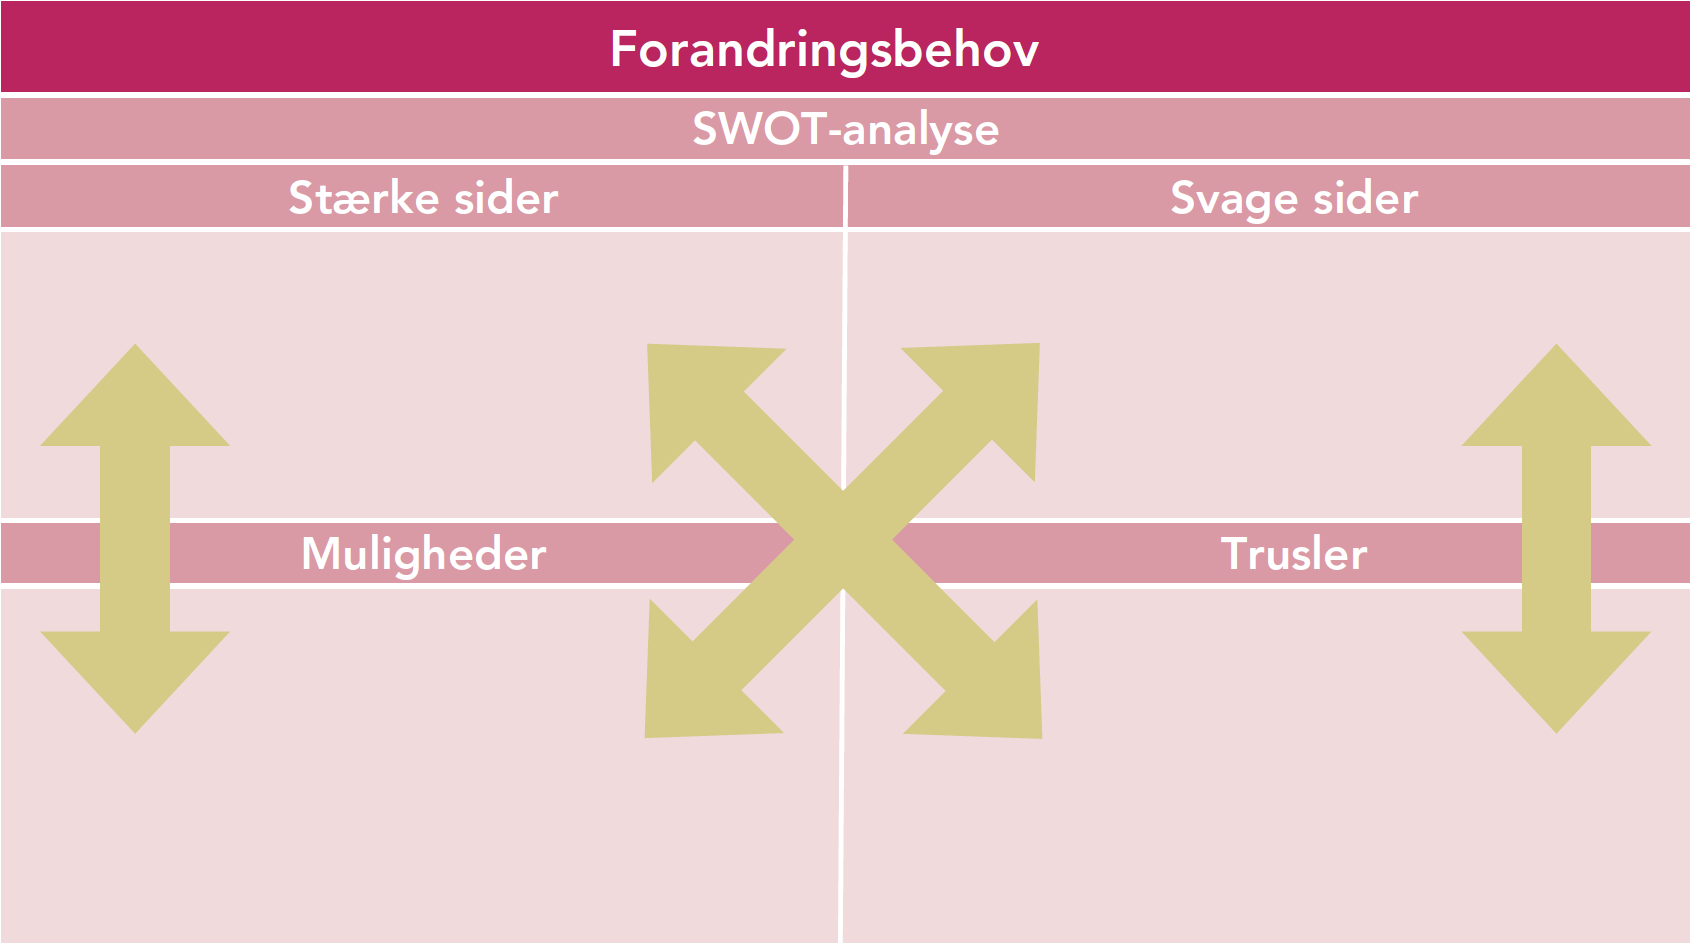 Forandringsbehov
SWOT-analyse
Stærke sider
Svage sider
Muligheder
Trusler